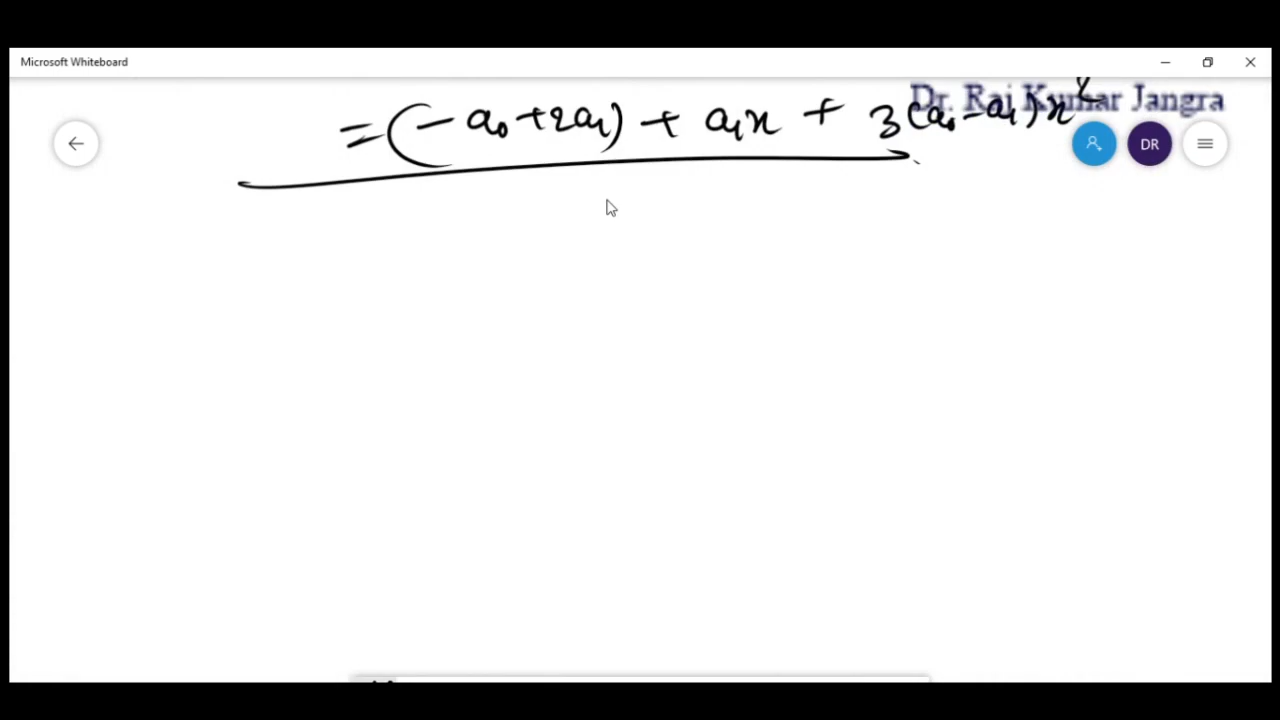 Microsoft Whiteboard
Dr. Raj Kumar Jangra
= (- a₀ + 2a₁) + a₁x + 3(a₀ - a₁)x²
DR